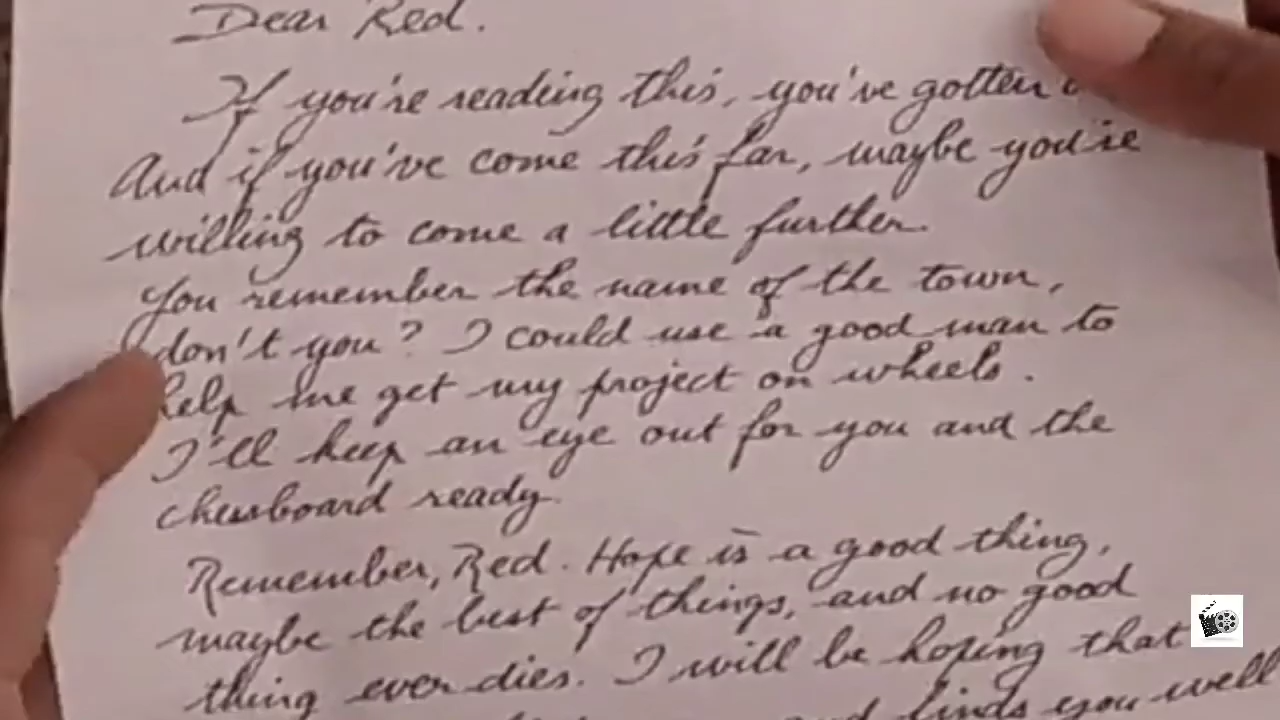 Dear Red.
If you're reading this, you've gotten
And if you've come this far, maybe you're
willing to come a little further.
You remember the name of the town,
don't you? I could use a good man to
help me get my project on wheels.
I'll keep an eye out for you and the
chessboard ready.
Remember, Red. Hope is a good thing,
maybe the best of things, and no good
thing ever dies. I will be hoping that
finds you well